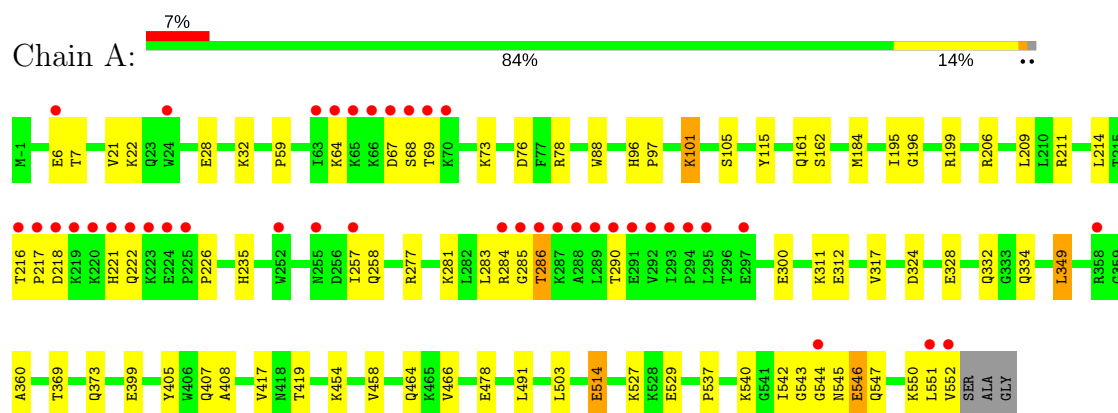 7%
Chain A:
84% 14% ••
M-1 E6 T7 V21 K22 Q23 W24 E28 K32 P59 I63 K64 K65 K66 D67 S68 T69 K70 K73 D76 F77 R78 W88 H96 P97 K101 S105 Y115 Q161 S162 M184 I195 G196 R199 R206 L209 L210 R211 L214 T215
T216 P217 D218 K219 K220 H221 Q222 K223 E224 P225 P226 H235 W252 N255 D256 I257 Q258 R277 K281 L282 L283 R284 G285 T286 K287 A288 L289 T290 E291 V292 I293 P294 L295 T296 E297 E300 K311 E312 V317 D324 E328 Q332 G333 Q334 L349 R358 G359
A360 T369 Q373 E399 Y405 W406 Q407 A408 V417 N418 T419 K454 V458 Q464 K465 V466 E478 L491 L503 E514 K527 K528 E529 P537 K540 G541 I542 G543 G544 N545 E546 Q547 K550 L551 V552 SER ALA GLY